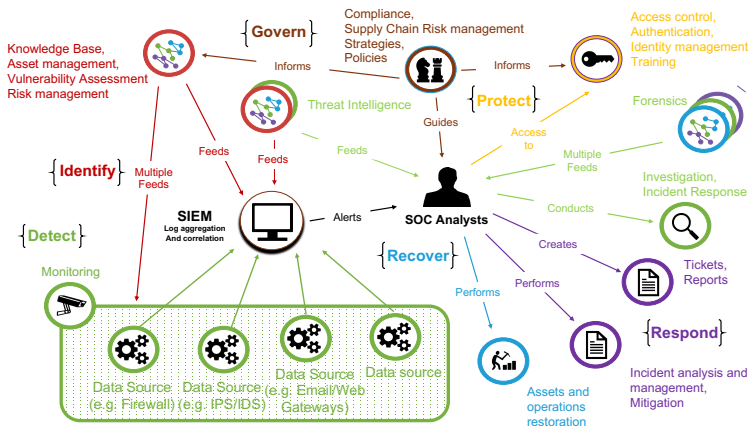 {Govern}
Compliance,
Supply Chain Risk management
Strategies,
Policies
Access control,
Authentication,
Identity management
Training
Knowledge Base,
Asset management,
Vulnerability Assessment
Risk management
Informs
Informs
Threat Intelligence
{Protect}
Forensics
Guides
Access
to
Feeds
Feeds
Feeds
Multiple
Feeds
{Identify}
Multiple
Feeds
Investigation,
Incident Response
SIEM
Log aggregation
And correlation
Alerts
SOC Analysts
Conducts
{Detect}
{Recover}
Creates
Monitoring
Tickets,
Reports
Performs
Performs
{Respond}
Data Source
(e.g. Firewall)
Data Source
(e.g. IPS/IDS)
Data Source
(e.g. Email/Web
Gateways)
Data source
Assets and
operations
restoration
Incident analysis and
management,
Mitigation